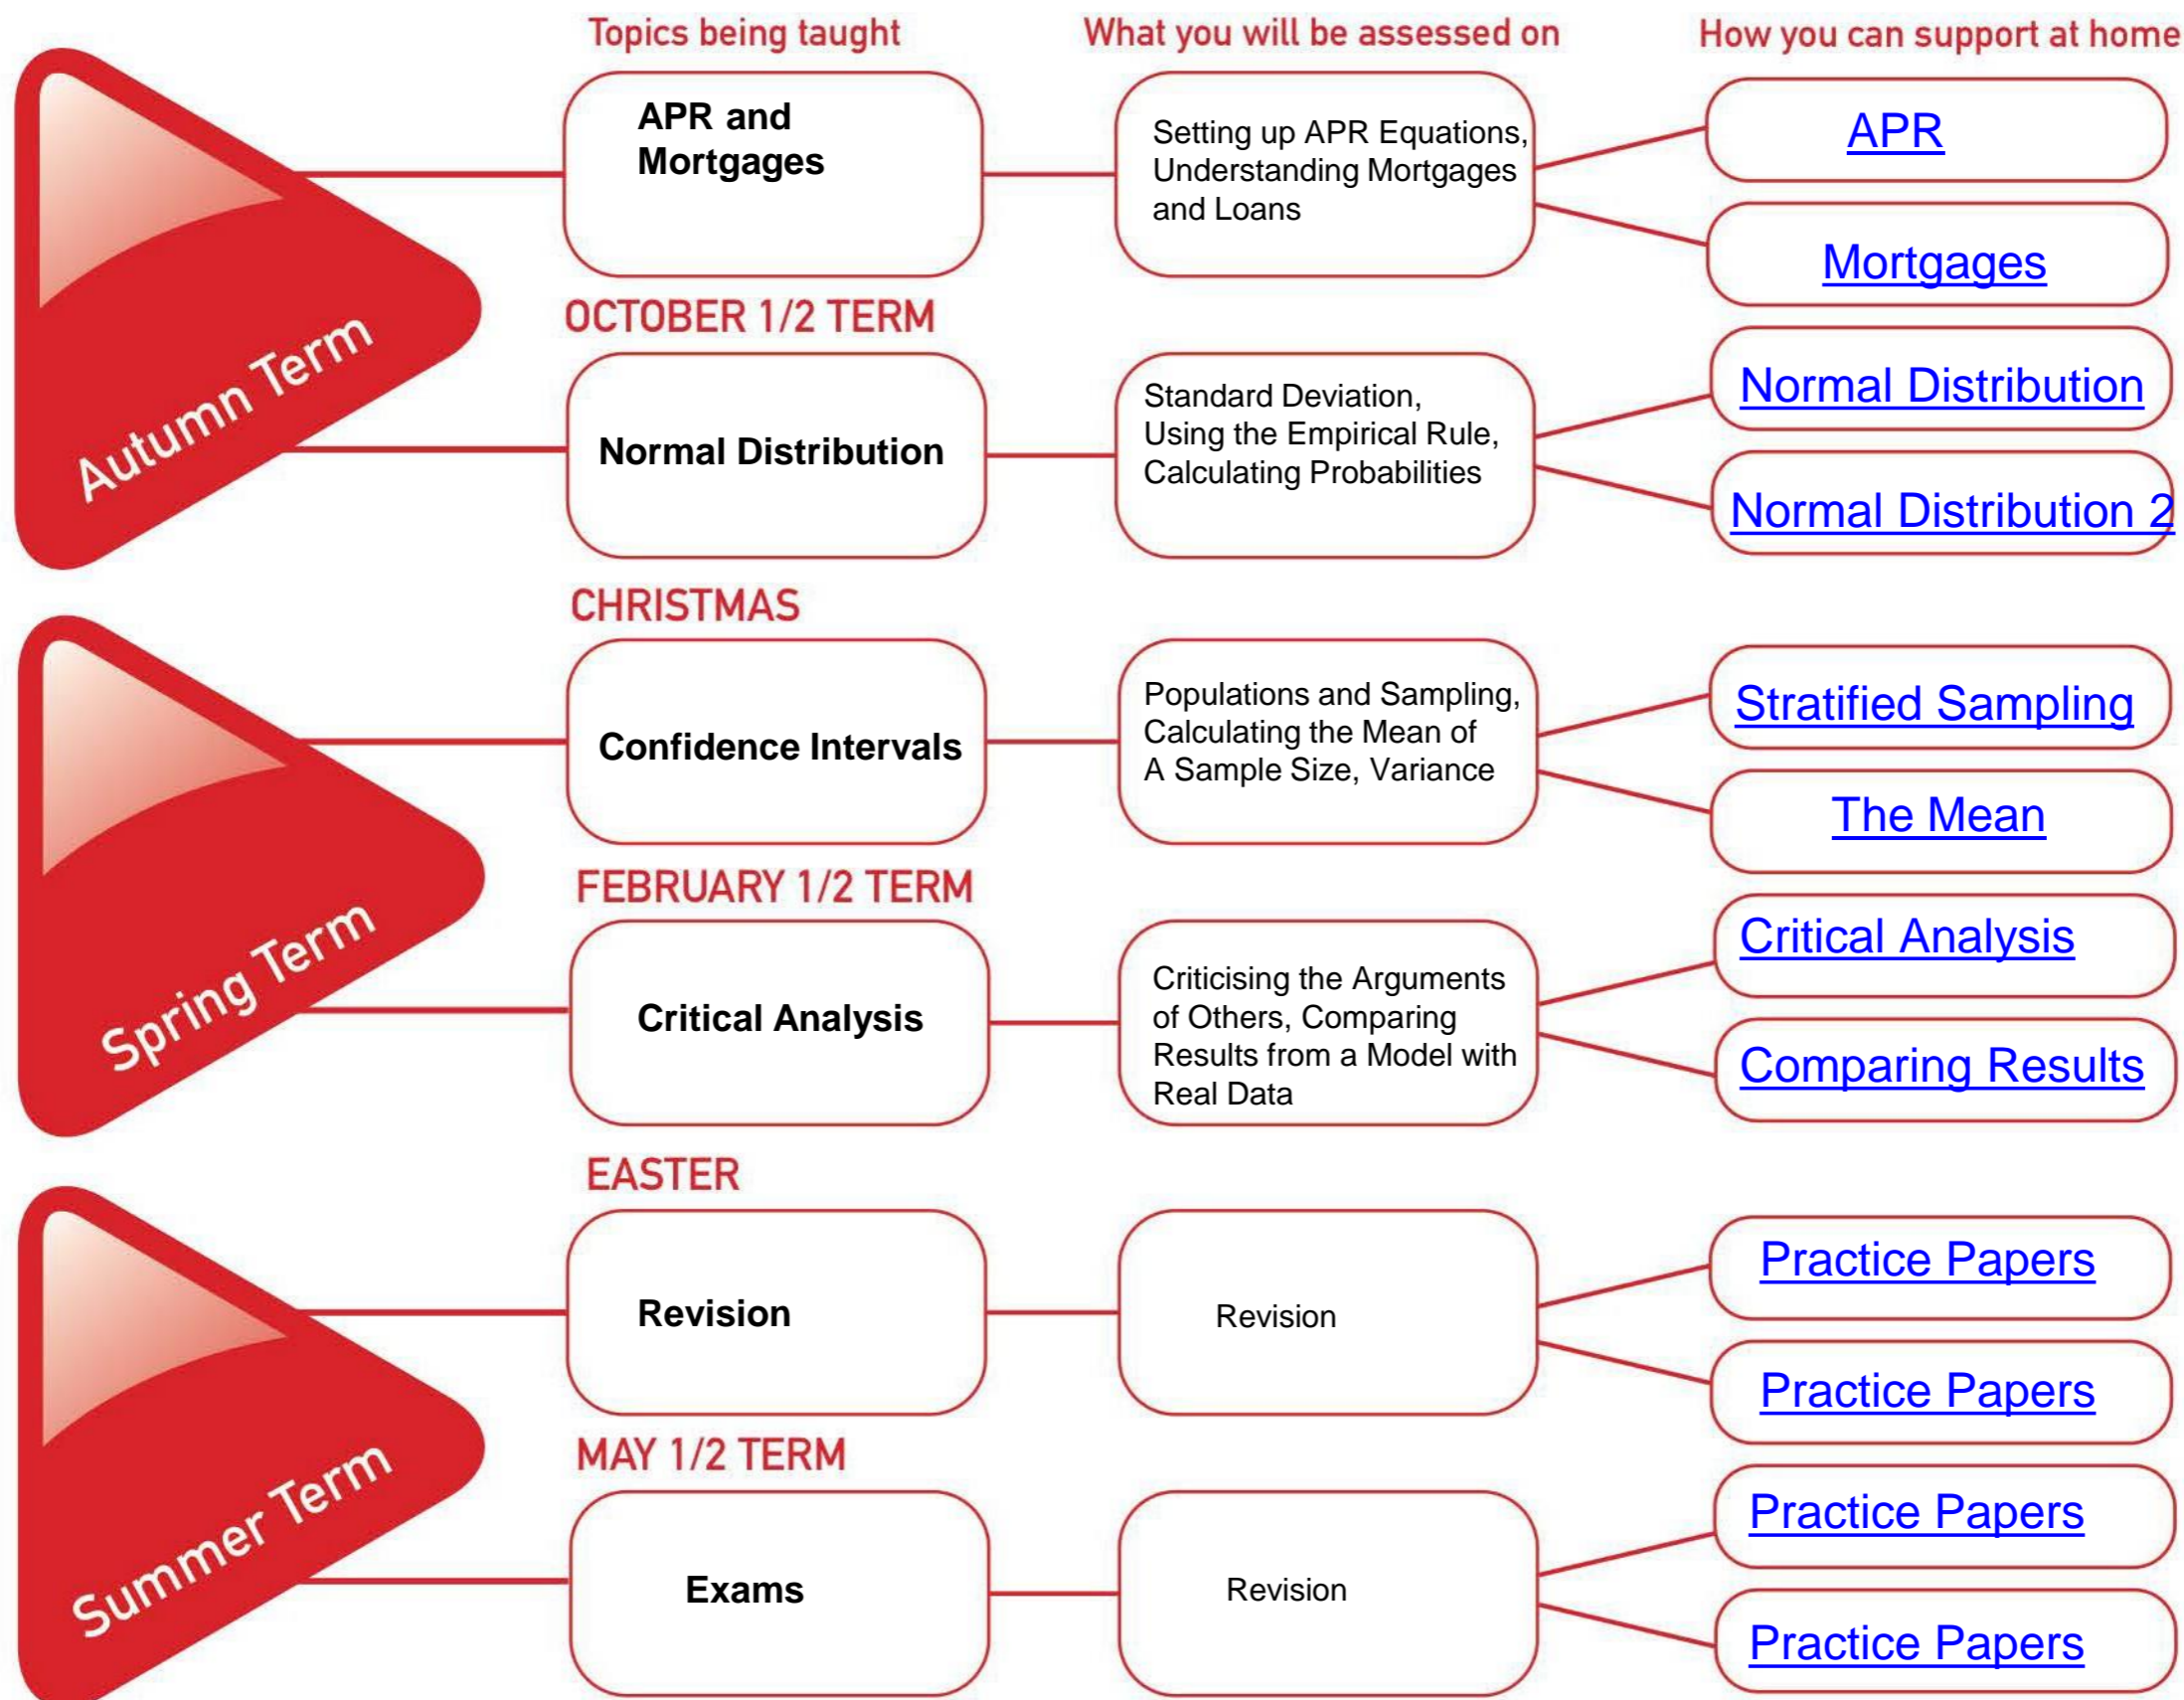 Topics being taught
What you will be assessed on
How you can support at home
Autumn Term
APR and
Mortgages
Setting up APR Equations,
Understanding Mortgages
and Loans
APR
Mortgages
OCTOBER 1/2 TERM
Normal Distribution
Standard Deviation,
Using the Empirical Rule,
Calculating Probabilities
Normal Distribution
Normal Distribution 2
CHRISTMAS
Spring Term
Confidence Intervals
Populations and Sampling,
Calculating the Mean of
A Sample Size, Variance
Stratified Sampling
The Mean
FEBRUARY 1/2 TERM
Critical Analysis
Criticising the Arguments
of Others, Comparing
Results from a Model with
Real Data
Critical Analysis
Comparing Results
EASTER
Summer Term
Revision
Revision
Practice Papers
Practice Papers
MAY 1/2 TERM
Exams
Revision
Practice Papers
Practice Papers